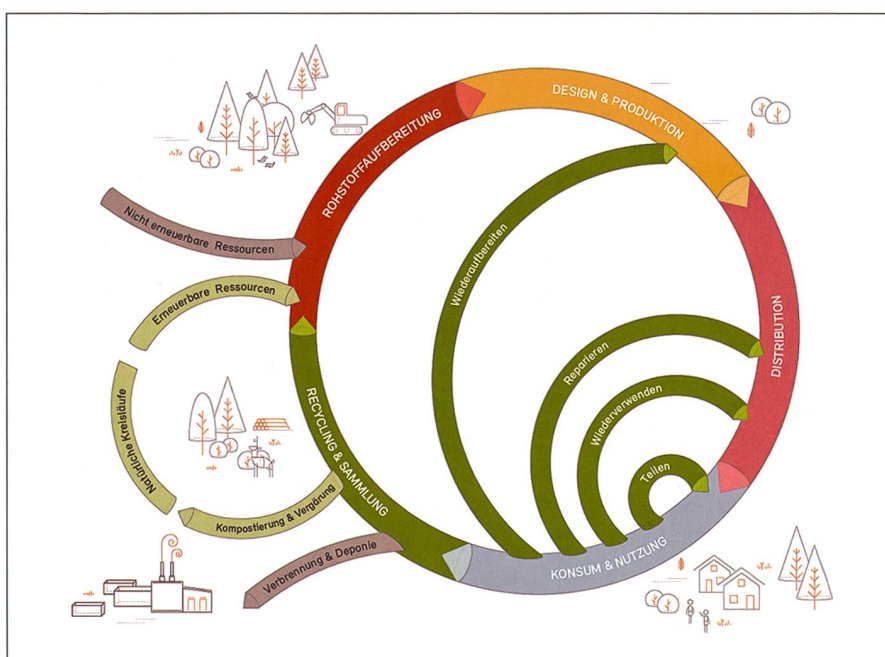 DESIGN & PRODUKTION
ROHSTOFFAUFBEREITUNG
Nicht erneuerbare Ressourcen
Wiederaufbereiten
Erneuerbare Ressourcen
DISTRIBUTION
Reparieren
Natürliche Kreisläufe
RECYCLING & SAMMLUNG
Wiederverwenden
Teilen
Kompostierung & Vergärung
Verbrennung & Deponie
KONSUM & NUTZUNG